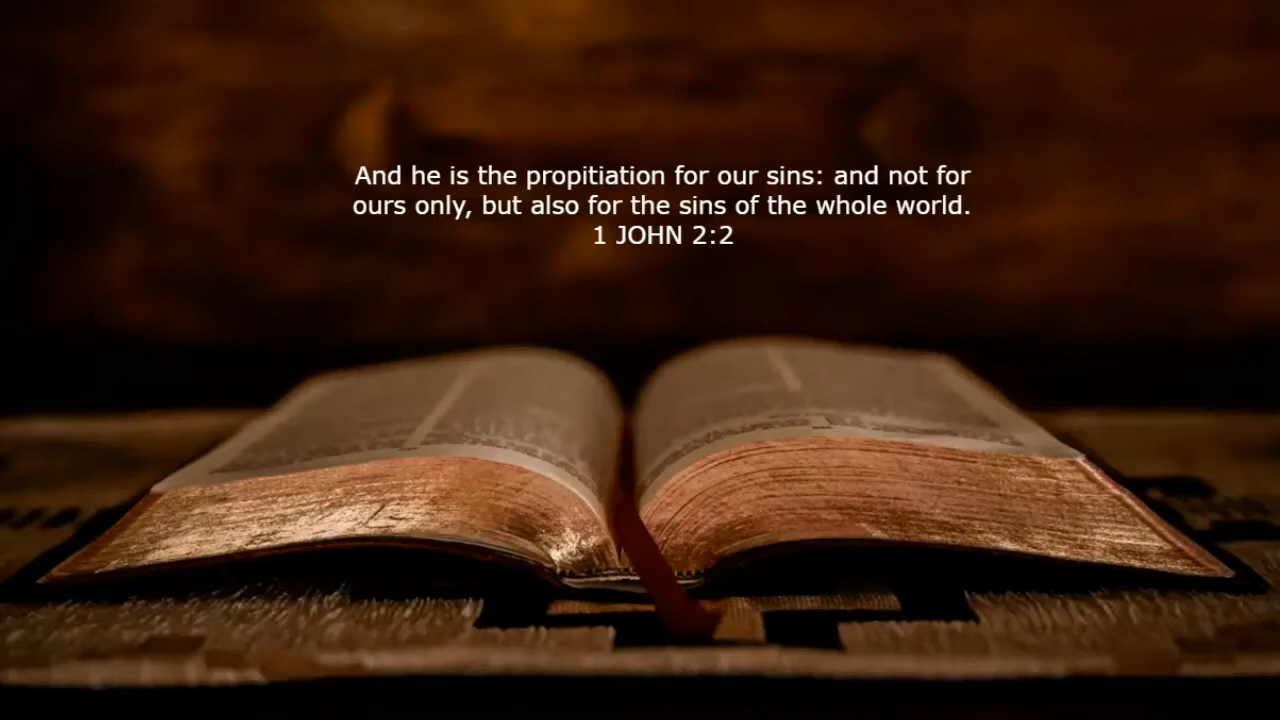 And he is the propitiation for our sins: and not for
ours only, but also for the sins of the whole world.
1 JOHN 2:2